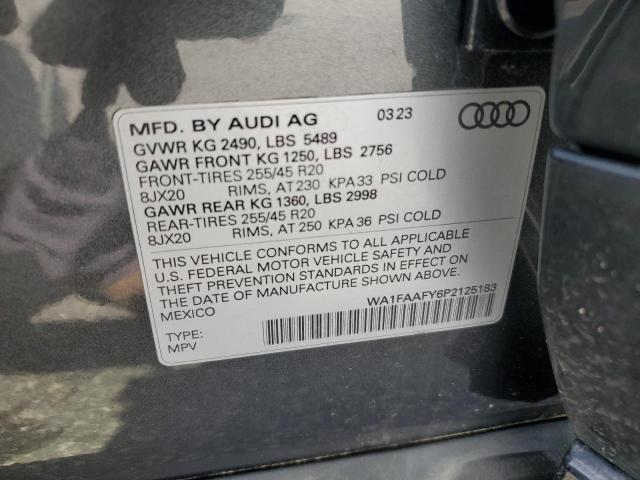 MFD. BY AUDI AG 03 23
GVWR KG 2490, LBS 5489
GAWR FRONT KG 1250, LBS 2756
FRONT-TIRES 255/45 R20
8JX20 RIMS, AT 230 KPA 33 PSI COLD
GAWR REAR KG 1360, LBS 2998
REAR-TIRES 255/45 R20
8JX20 RIMS, AT 250 KPA 36 PSI COLD
THIS VEHICLE CONFORMS TO ALL APPLICABLE
U.S. FEDERAL MOTOR VEHICLE SAFETY AND
THEFT PREVENTION STANDARDS IN EFFECT ON
THE DATE OF MANUFACTURE SHOWN ABOVE
MEXICO
WA1FAAFY6P2125183
TYPE:
MPV